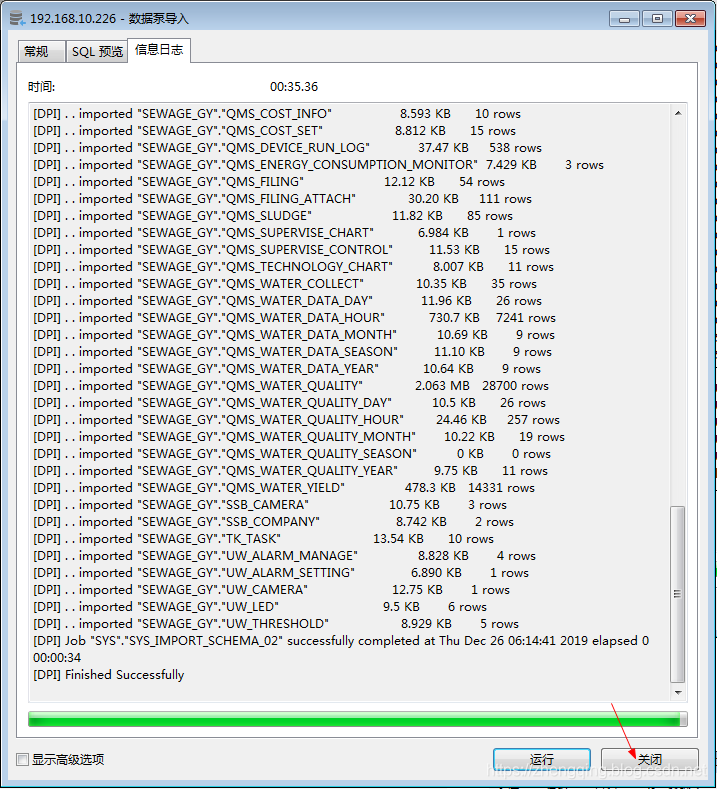 192.168.10.226 - 数据泵导入
常规 SQL 预览 信息日志
时间: 00:35.36
[DPI] . . imported "SEWAGE_GY"."QMS_COST_INFO" 8.593 KB 10 rows
[DPI] . . imported "SEWAGE_GY"."QMS_COST_SET" 8.812 KB 15 rows
[DPI] . . imported "SEWAGE_GY"."QMS_DEVICE_RUN_LOG" 37.47 KB 538 rows
[DPI] . . imported "SEWAGE_GY"."QMS_ENERGY_CONSUMPTION_MONITOR" 7.429 KB 3 rows
[DPI] . . imported "SEWAGE_GY"."QMS_FILING" 12.12 KB 54 rows
[DPI] . . imported "SEWAGE_GY"."QMS_FILING_ATTACH" 30.20 KB 111 rows
[DPI] . . imported "SEWAGE_GY"."QMS_SLUDGE" 11.82 KB 85 rows
[DPI] . . imported "SEWAGE_GY"."QMS_SUPERVISE_CHART" 6.984 KB 1 rows
[DPI] . . imported "SEWAGE_GY"."QMS_SUPERVISE_CONTROL" 11.53 KB 15 rows
[DPI] . . imported "SEWAGE_GY"."QMS_TECHNOLOGY_CHART" 8.007 KB 11 rows
[DPI] . . imported "SEWAGE_GY"."QMS_WATER_COLLECT" 10.35 KB 35 rows
[DPI] . . imported "SEWAGE_GY"."QMS_WATER_DATA_DAY" 11.96 KB 26 rows
[DPI] . . imported "SEWAGE_GY"."QMS_WATER_DATA_HOUR" 730.7 KB 7241 rows
[DPI] . . imported "SEWAGE_GY"."QMS_WATER_DATA_MONTH" 10.69 KB 9 rows
[DPI] . . imported "SEWAGE_GY"."QMS_WATER_DATA_SEASON" 11.10 KB 9 rows
[DPI] . . imported "SEWAGE_GY"."QMS_WATER_DATA_YEAR" 10.64 KB 9 rows
[DPI] . . imported "SEWAGE_GY"."QMS_WATER_QUALITY" 2.063 MB 28700 rows
[DPI] . . imported "SEWAGE_GY"."QMS_WATER_QUALITY_DAY" 10.5 KB 26 rows
[DPI] . . imported "SEWAGE_GY"."QMS_WATER_QUALITY_HOUR" 24.46 KB 257 rows
[DPI] . . imported "SEWAGE_GY"."QMS_WATER_QUALITY_MONTH" 10.22 KB 19 rows
[DPI] . . imported "SEWAGE_GY"."QMS_WATER_QUALITY_SEASON" 0 KB 0 rows
[DPI] . . imported "SEWAGE_GY"."QMS_WATER_QUALITY_YEAR" 9.75 KB 11 rows
[DPI] . . imported "SEWAGE_GY"."QMS_WATER_YIELD" 478.3 KB 14331 rows
[DPI] . . imported "SEWAGE_GY"."SSB_CAMERA" 10.75 KB 3 rows
[DPI] . . imported "SEWAGE_GY"."SSB_COMPANY" 8.742 KB 2 rows
[DPI] . . imported "SEWAGE_GY"."TK_TASK" 13.54 KB 10 rows
[DPI] . . imported "SEWAGE_GY"."UW_ALARM_MANAGE" 8.828 KB 4 rows
[DPI] . . imported "SEWAGE_GY"."UW_ALARM_SETTING" 6.890 KB 1 rows
[DPI] . . imported "SEWAGE_GY"."UW_CAMERA" 12.75 KB 1 rows
[DPI] . . imported "SEWAGE_GY"."UW_LED" 9.5 KB 6 rows
[DPI] . . imported "SEWAGE_GY"."UW_THRESHOLD" 8.929 KB 5 rows
[DPI] Job "SYS"."SYS_IMPORT_SCHEMA_02" successfully completed at Thu Dec 26 06:14:41 2019 elapsed 0
00:00:34
[DPI] Finished Successfully
显示高级选项 运行 关闭
https://zhengqing.blog.csdn.net